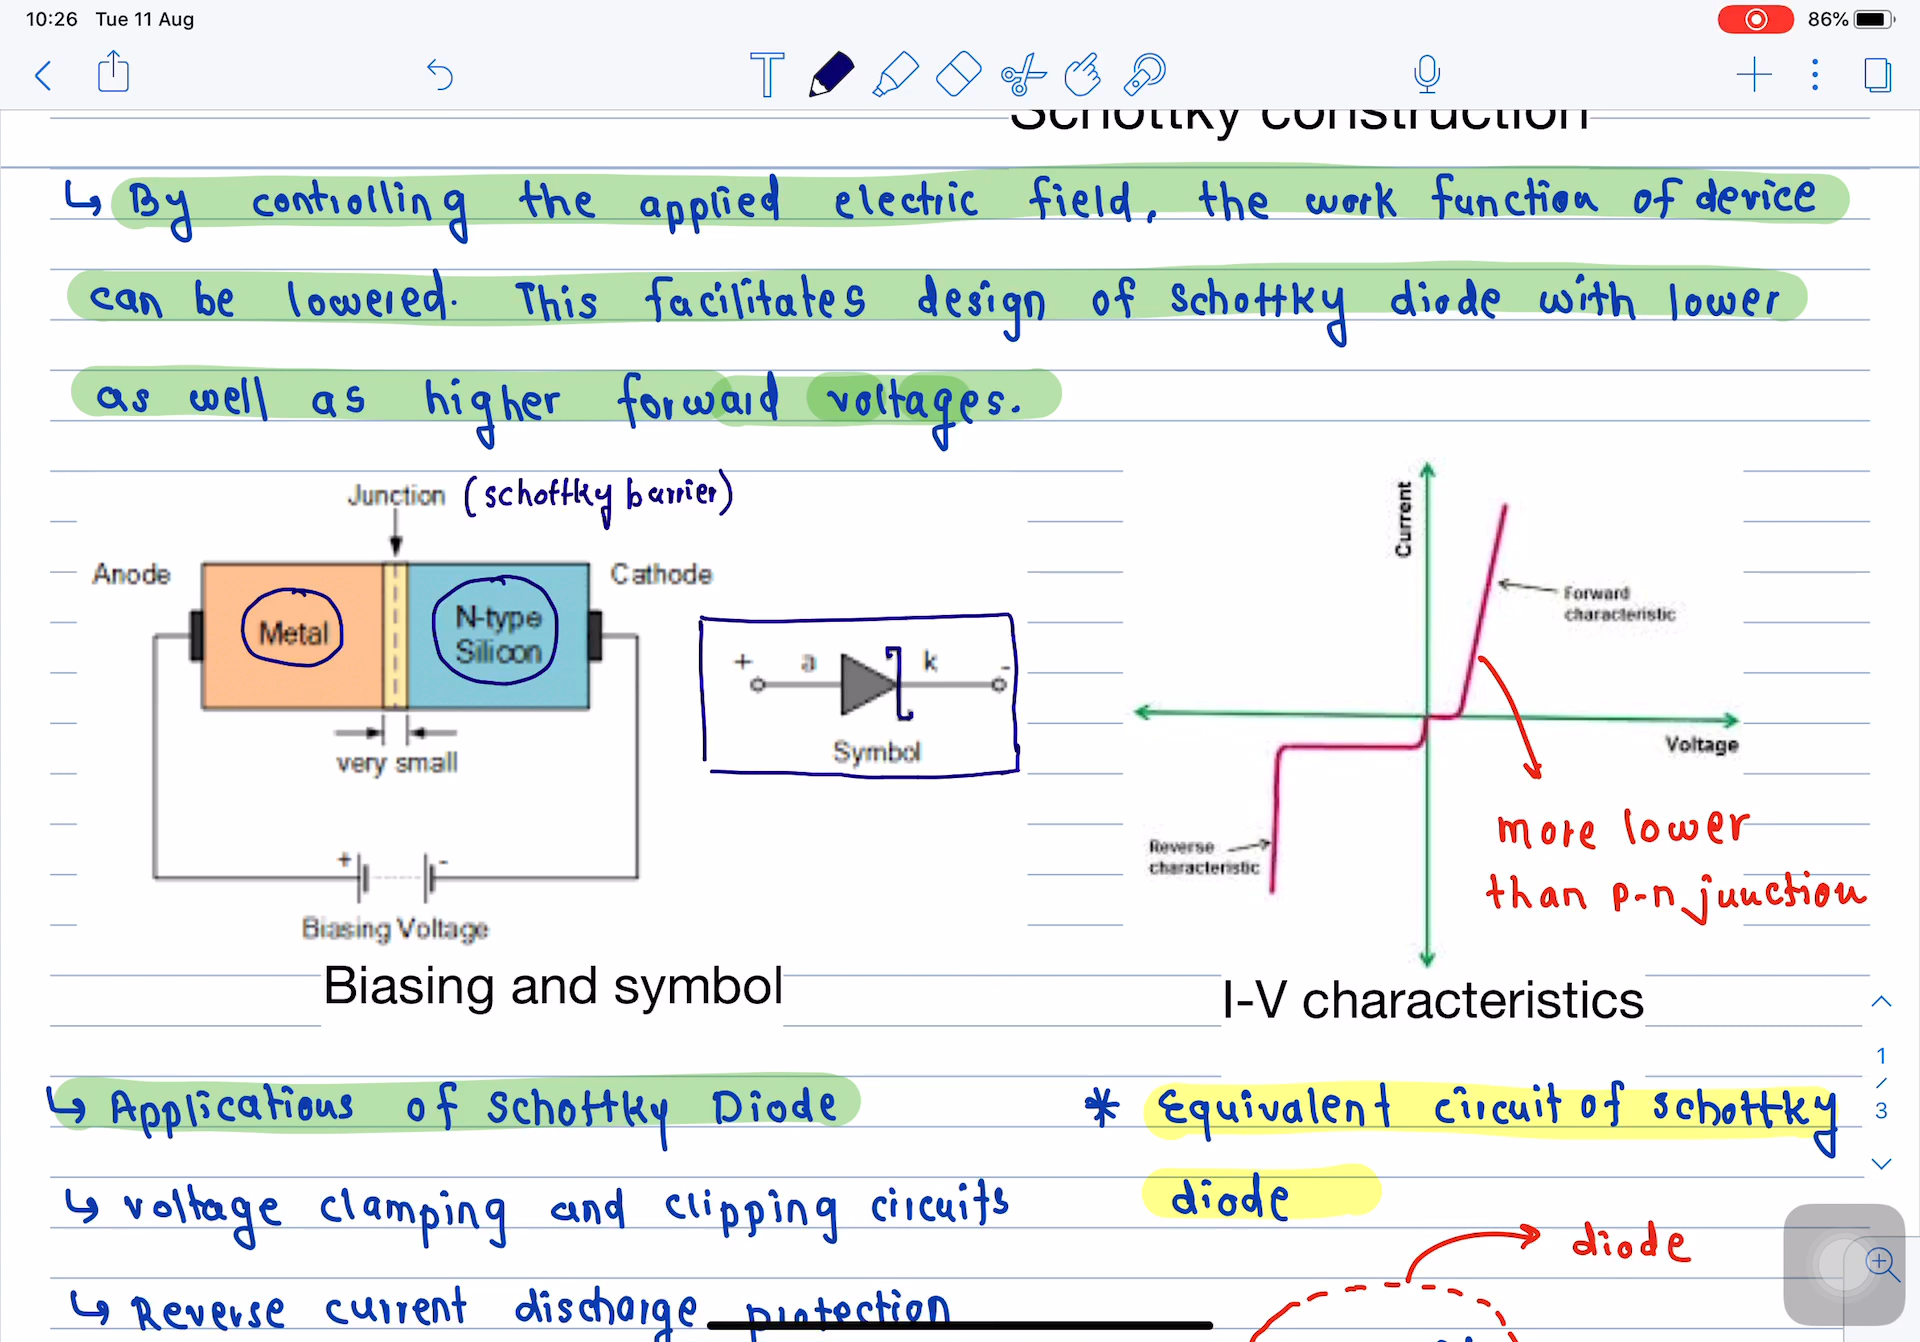 10:26 Tue 11 Aug
86%
Schottky construction
↳ By controlling the applied electric field, the work function of device
can be lowered. This facilitates design of schottky diode with lower
as well as higher forward voltages.
Junction (schottky barrier)
Anode
Cathode
Metal
N-type
Silicon
very small
+ -
Biasing Voltage
+ a k -
Symbol
Biasing and symbol
Current
Forward
characteristic
Voltage
Reverse
characteristic
more lower
than p-n junction
I-V characteristics
1
/
3
↳ Applications of schottky Diode
↳ voltage clamping and clipping circuits
↳ Reverse current discharge protection
* Equivalent circuit of schottky
diode
diode